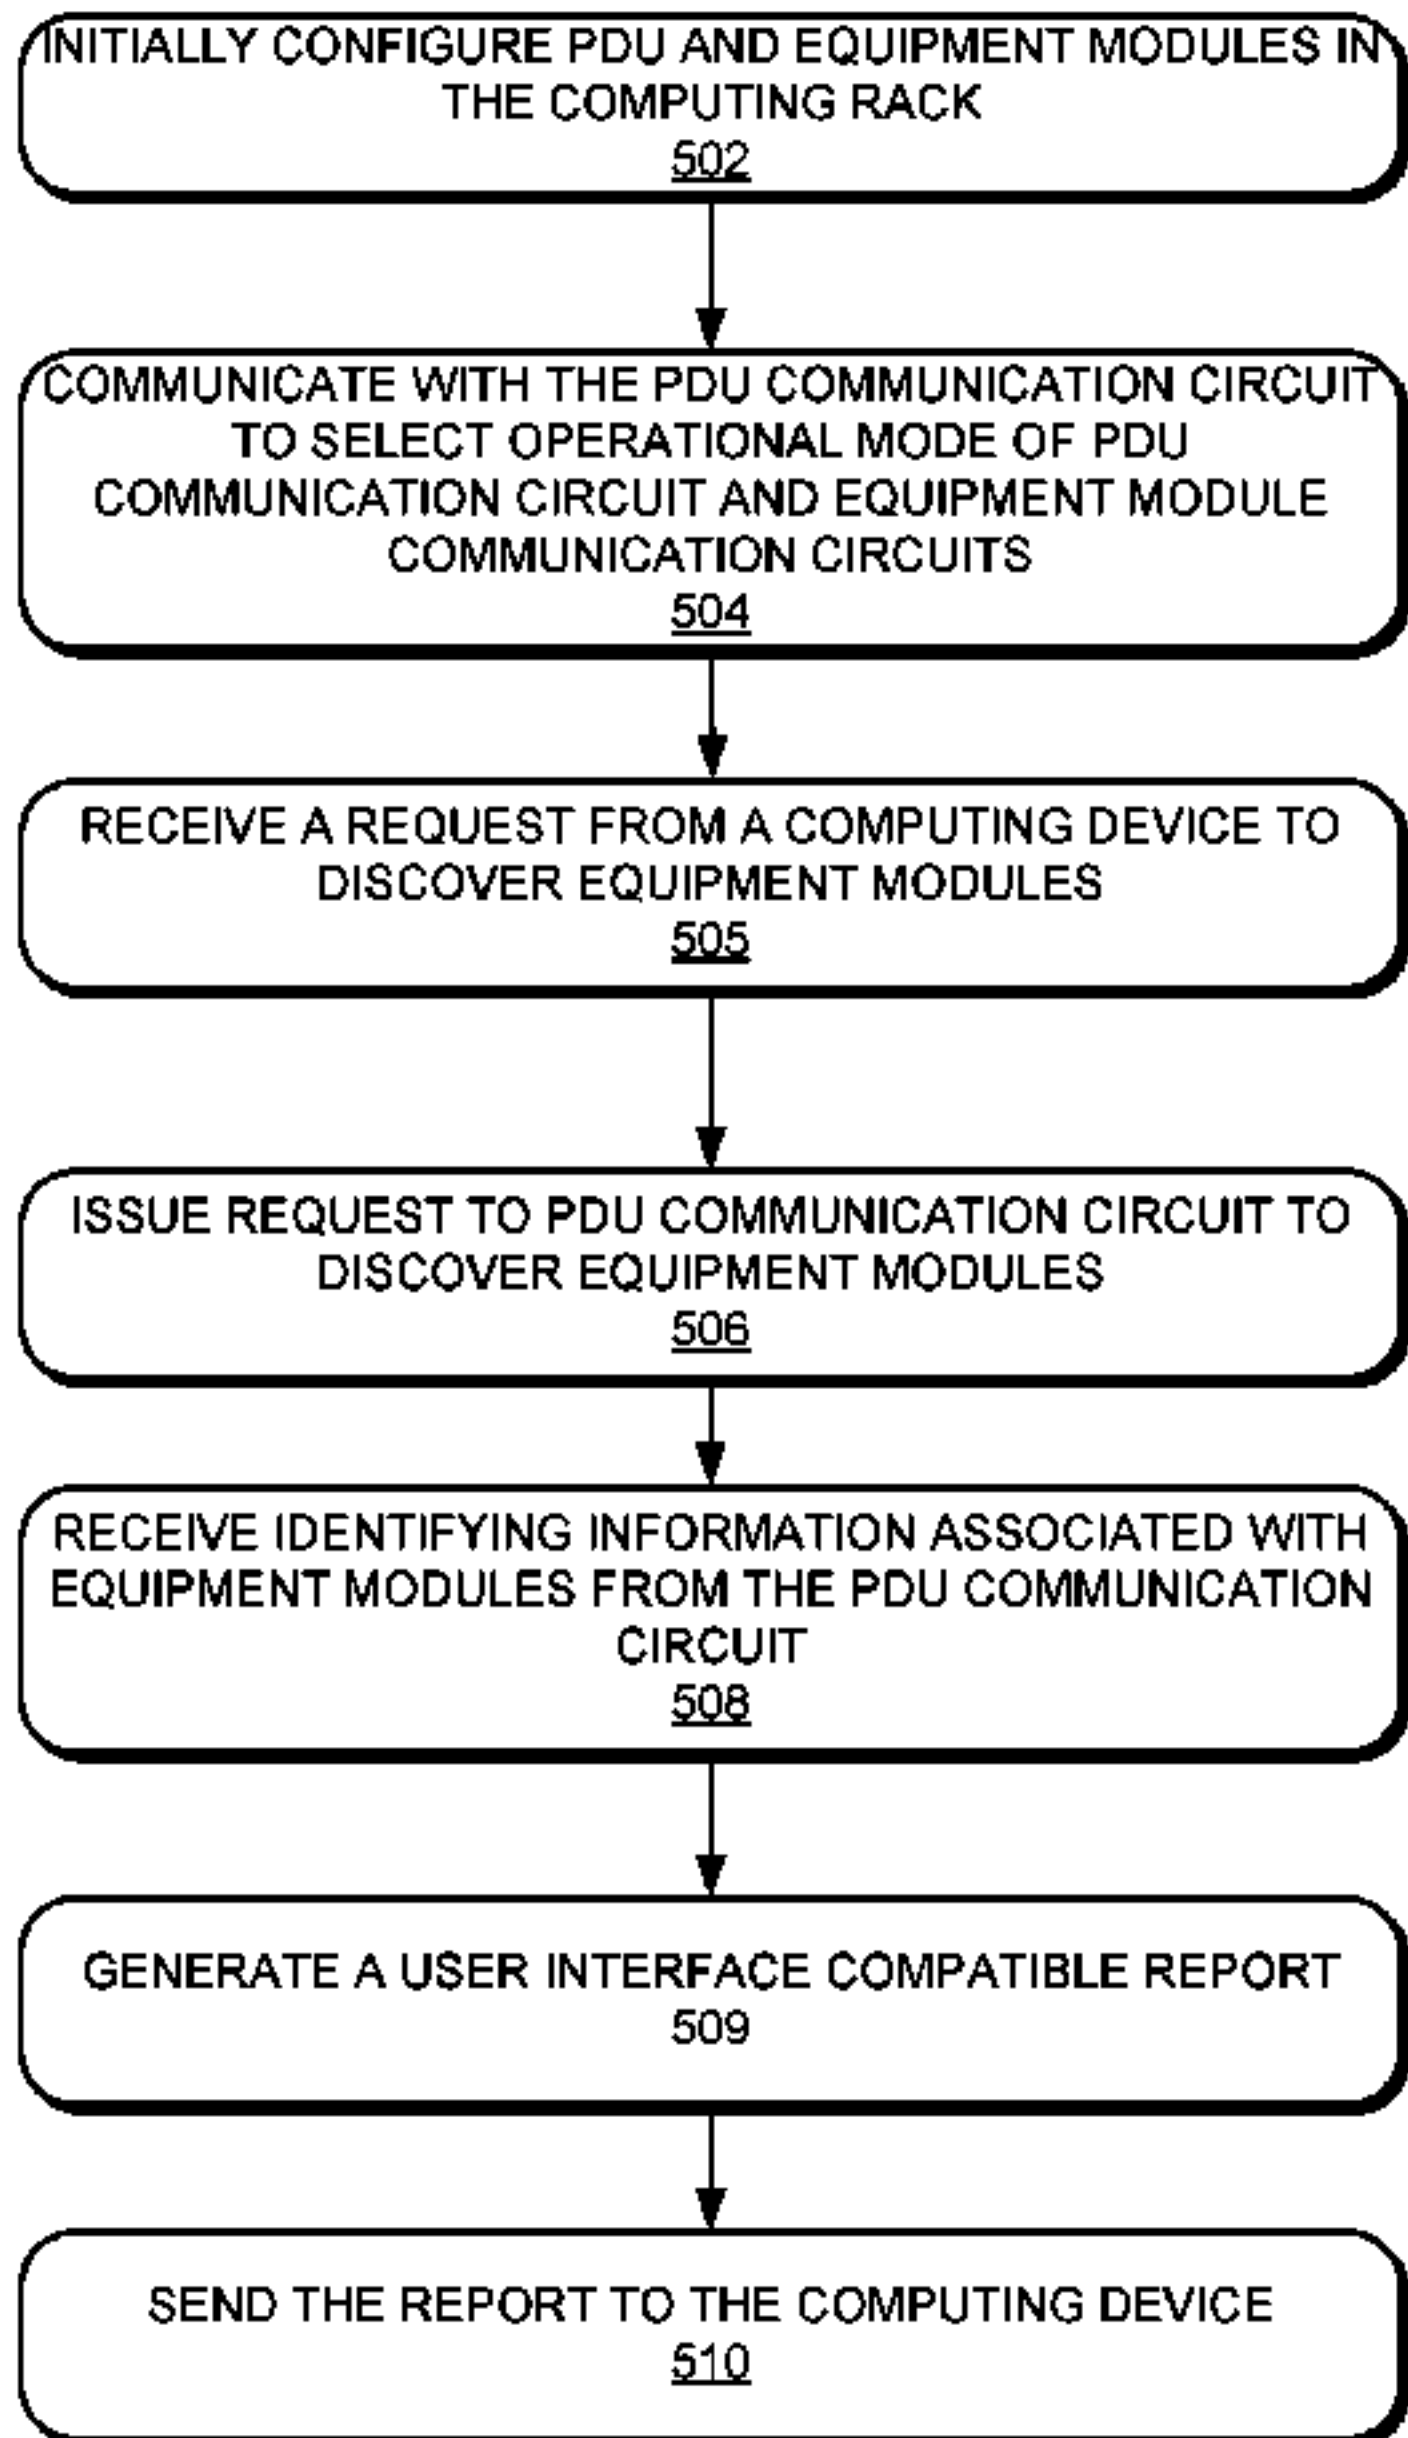 INITIALLY CONFIGURE PDU AND EQUIPMENT MODULES IN
THE COMPUTING RACK
502
COMMUNICATE WITH THE PDU COMMUNICATION CIRCUIT
TO SELECT OPERATIONAL MODE OF PDU
COMMUNICATION CIRCUIT AND EQUIPMENT MODULE
COMMUNICATION CIRCUITS
504
RECEIVE A REQUEST FROM A COMPUTING DEVICE TO
DISCOVER EQUIPMENT MODULES
505
ISSUE REQUEST TO PDU COMMUNICATION CIRCUIT TO
DISCOVER EQUIPMENT MODULES
506
RECEIVE IDENTIFYING INFORMATION ASSOCIATED WITH
EQUIPMENT MODULES FROM THE PDU COMMUNICATION
CIRCUIT
508
GENERATE A USER INTERFACE COMPATIBLE REPORT
509
SEND THE REPORT TO THE COMPUTING DEVICE
510